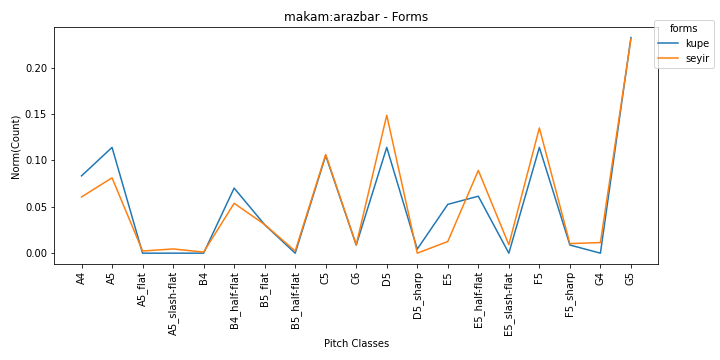 makam:arazbar - Forms
forms
kupe
seyir
Norm(Count)
0.20
0.15
0.10
0.05
0.00
A4
A5
A5_flat
A5_slash-flat
B4
B4_half-flat
B5_flat
B5_half-flat
C5
C6
D5
D5_sharp
E5
E5_half-flat
E5_slash-flat
F5
F5_sharp
G4
G5
Pitch Classes